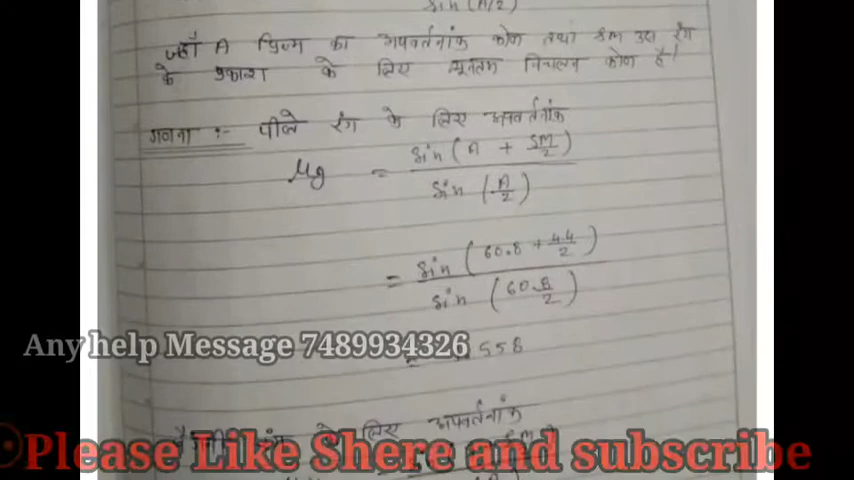 sin (A/2)
जहाँ A प्रिज्म का अपवर्तनांक कोण तथा δm उस रंग
के प्रकाश के लिए न्यूनतम विचलन कोण है।
गणना :- पीले रंग के लिए अपवर्तनांक
μy = sin (A + δM/2) / sin (A/2)
= sin (60.8 + 44/2) / sin (60.8/2)
558
Any help Message 7489934326
रंग के लिए अपवर्तनांक
Please Like Shere and subscribe